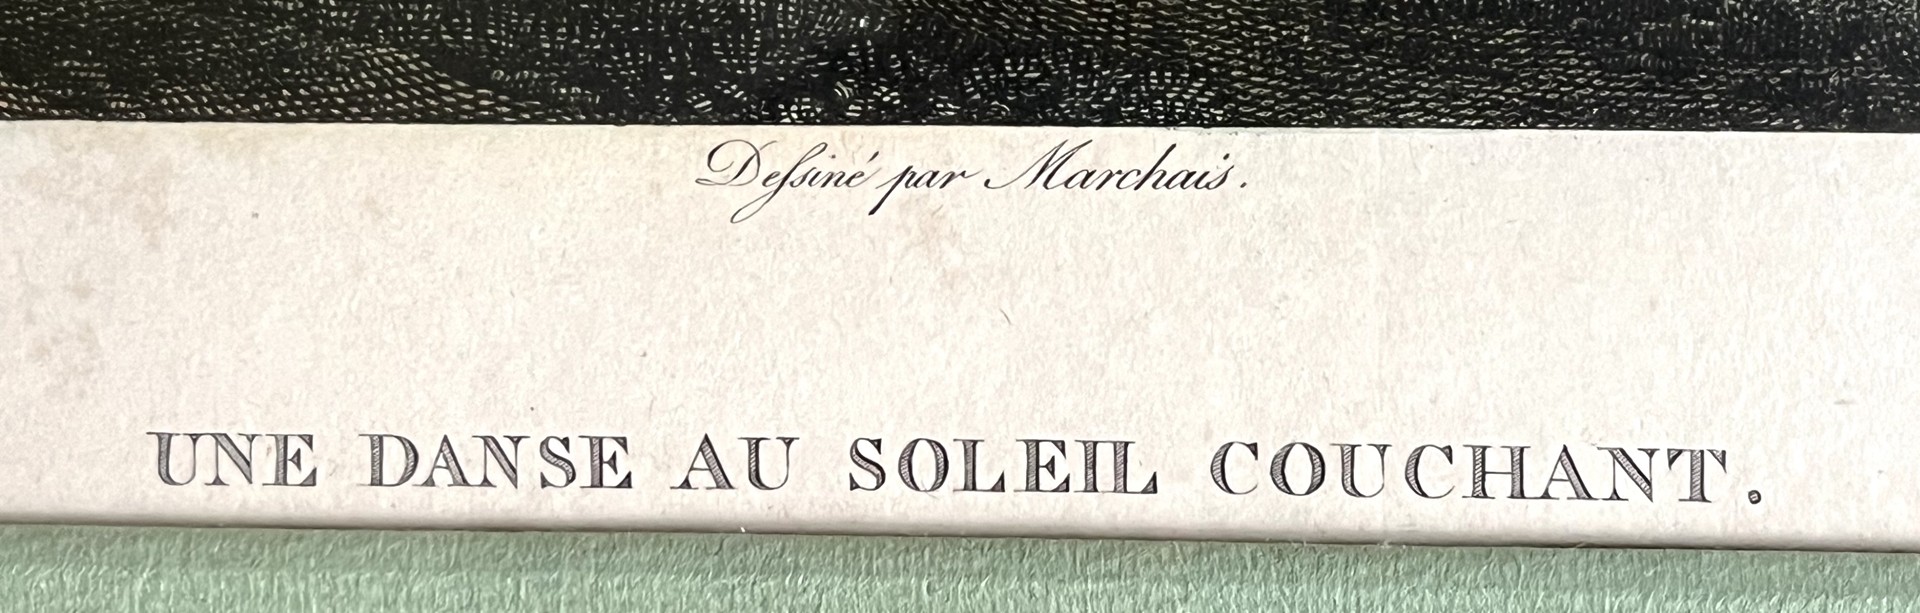 Deſsiné par Marchais.
UNE DANSE AU SOLEIL COUCHANT.